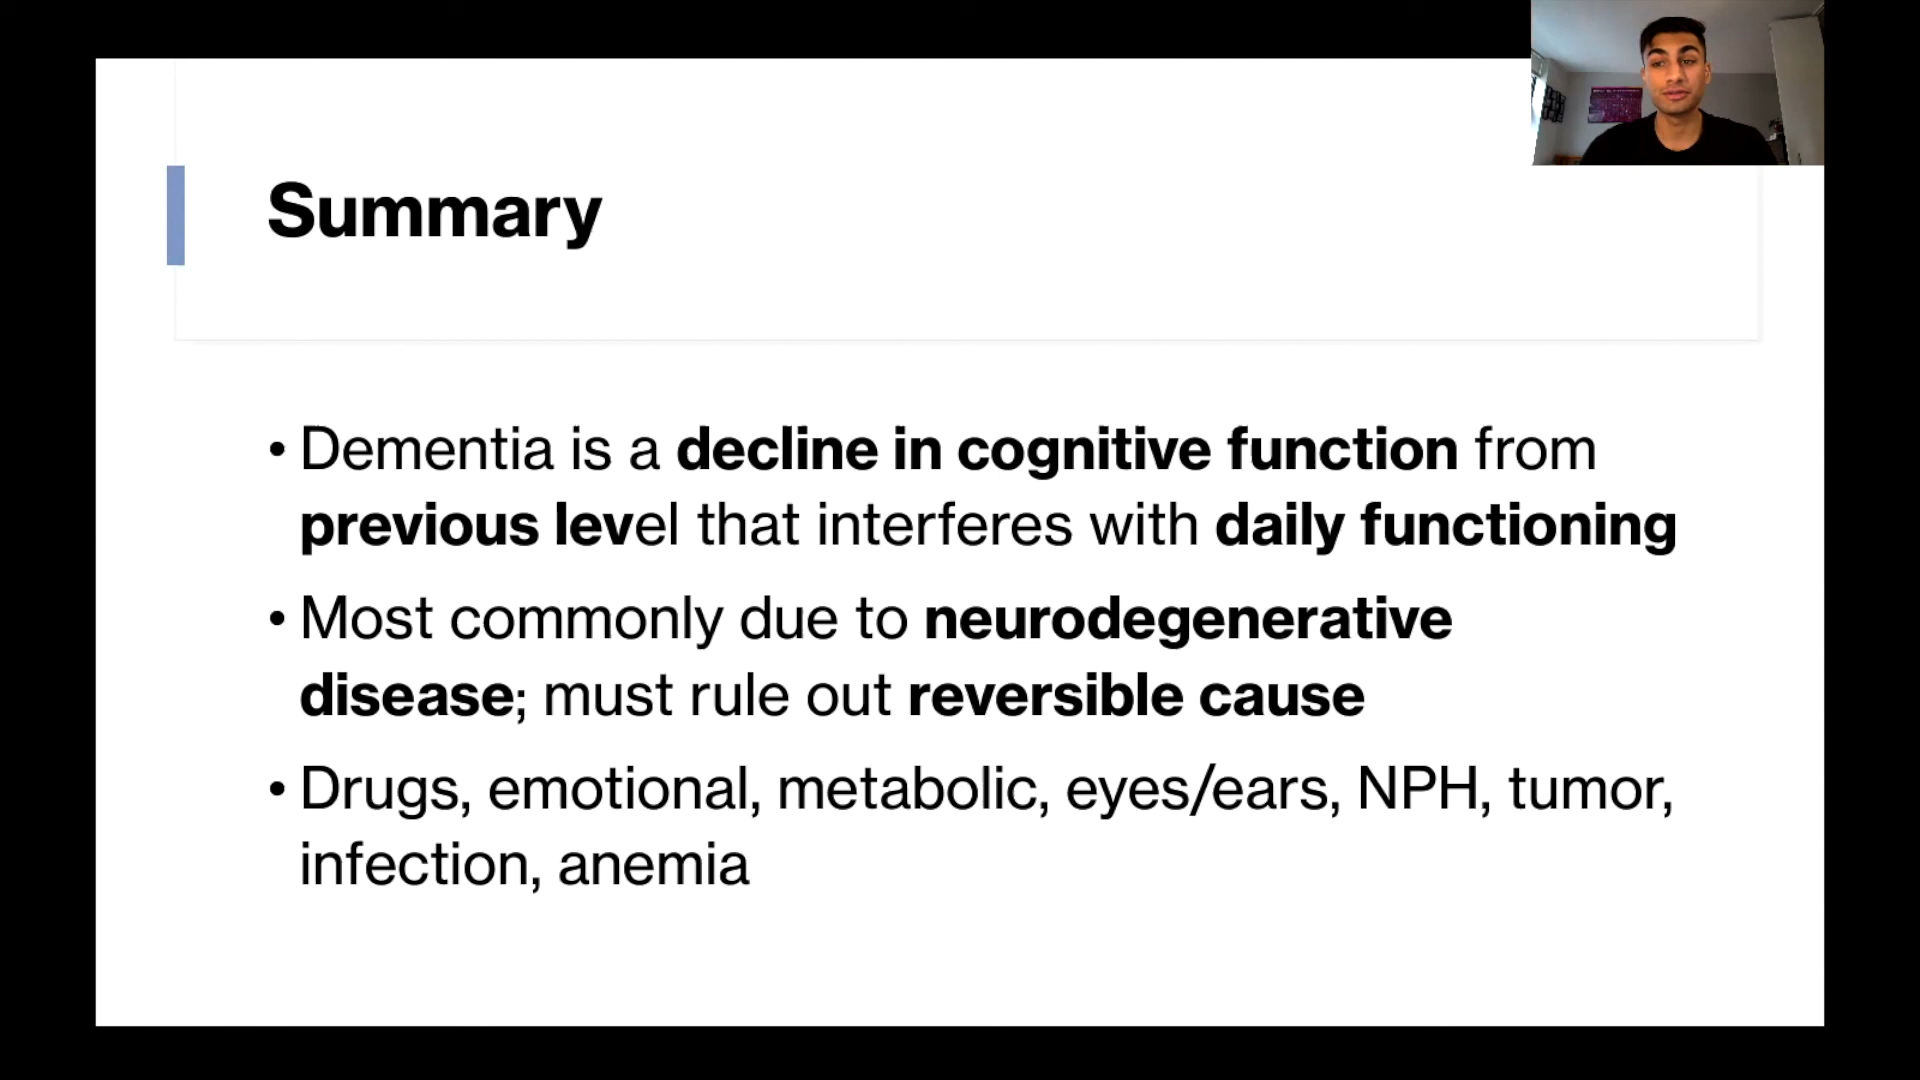 Summary
• Dementia is a decline in cognitive function from
previous level that interferes with daily functioning
• Most commonly due to neurodegenerative
disease; must rule out reversible cause
• Drugs, emotional, metabolic, eyes/ears, NPH, tumor,
infection, anemia